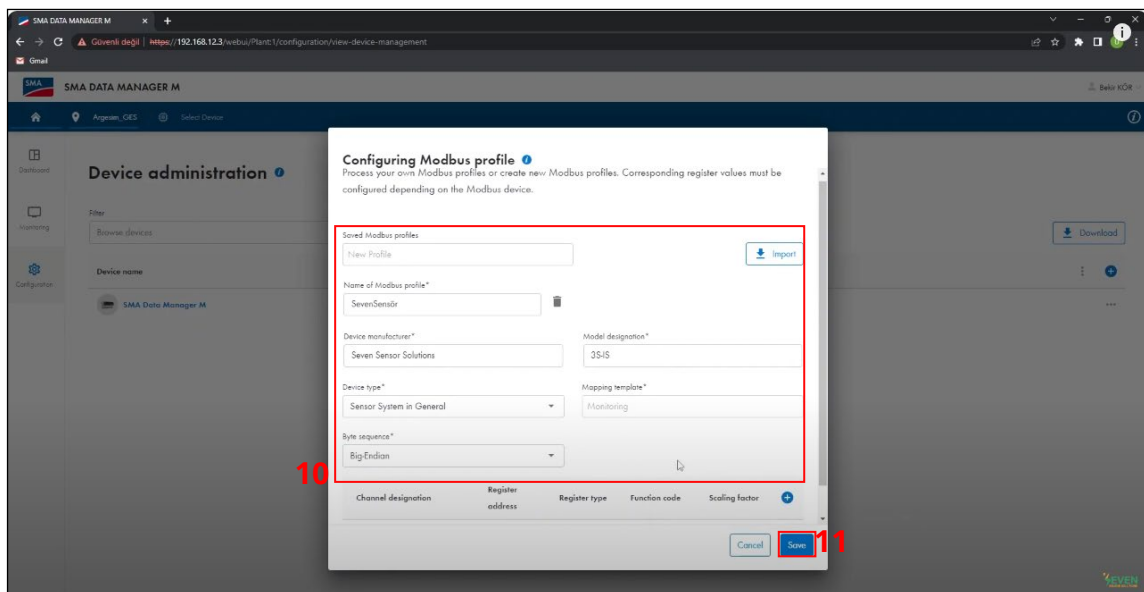 SMA DATA MANAGER M
Güvenli değil | https://192.168.12.3/webui/Plant:1/configuration/view-device-management
Gmail
SMA
SMA DATA MANAGER M
Bekir KÖR
Argesim_GES
Select Device
Dashboard
Device administration
Monitoring
Filter
Browse devices
Download
Configuration
Device name
SMA Data Manager M
Configuring Modbus profile
Process your own Modbus profiles or create new Modbus profiles. Corresponding register values must be
configured depending on the Modbus device.
Saved Modbus profiles
New Profile
Import
Name of Modbus profile*
SevenSensör
Device manufacturer*
Model designation*
Seven Sensor Solutions
3S-IS
Device type*
Mapping template*
Sensor System in General
Monitoring
Byte sequence*
Big-Endian
10
Channel designation
Register
address
Register type
Function code
Scaling factor
Cancel
Save
11
SEVEN